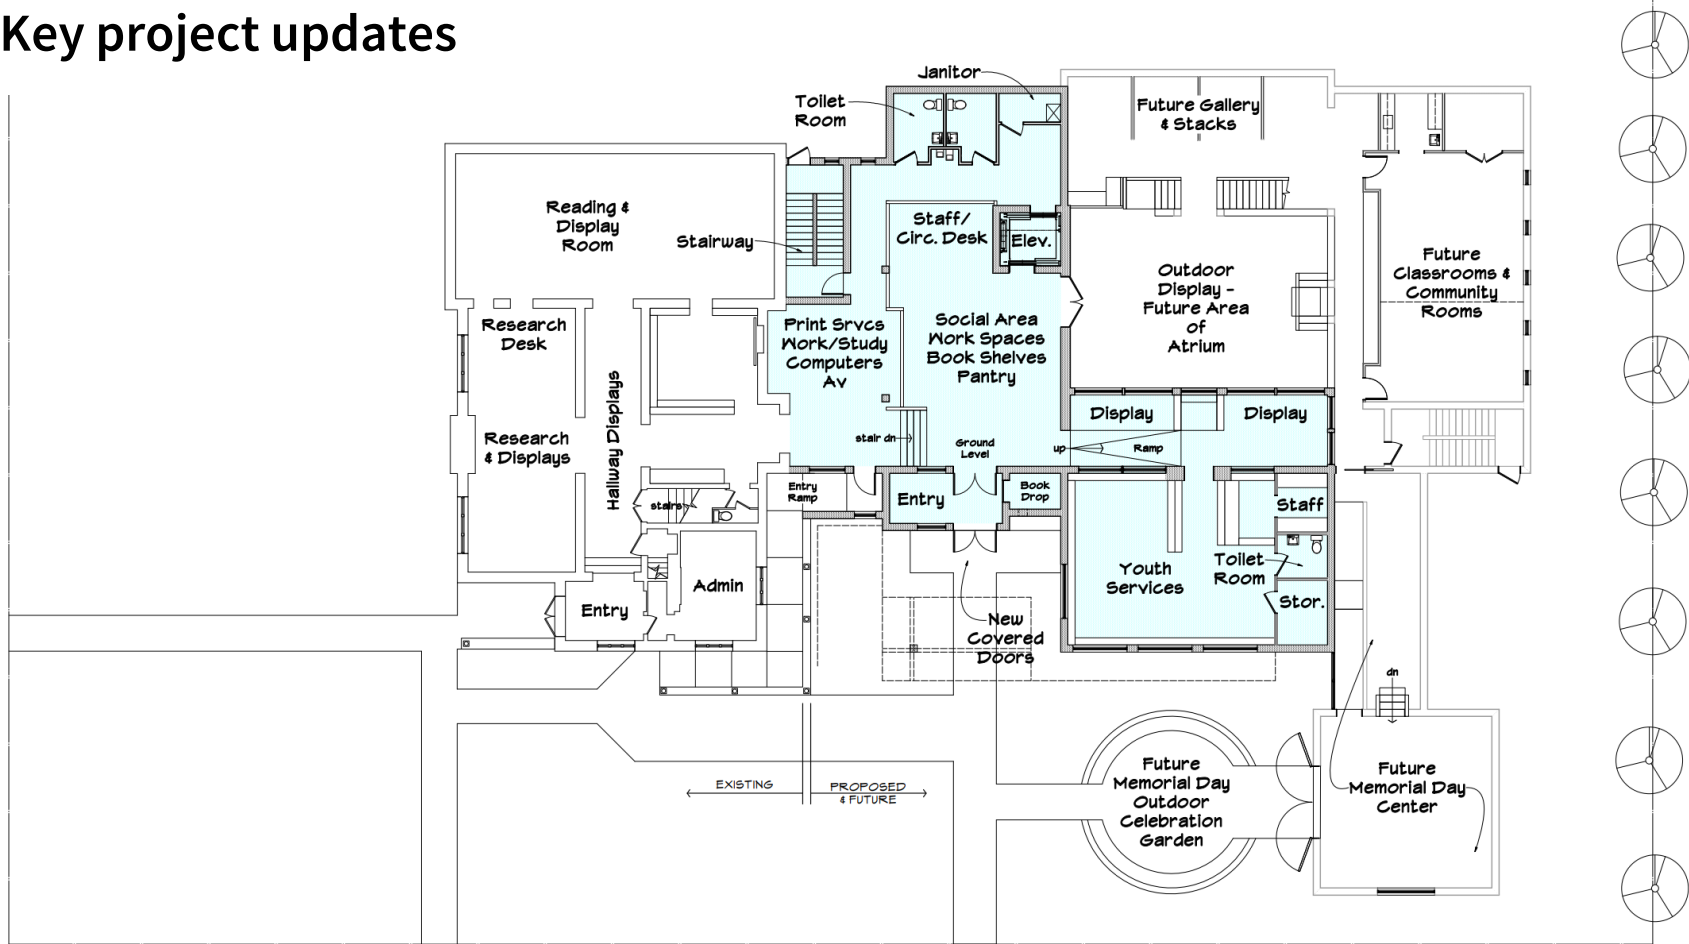 Key project updates
Janitor
Toilet
Room
Future Gallery
& Stacks
Reading &
Display
Room
Stairway
Staff/
Circ. Desk
Elev.
Outdoor
Display -
Future Area
of
Atrium
Future
Classrooms &
Community
Rooms
Research
Desk
Print Srvcs
Work/Study
Computers
Av
Social Area
Work Spaces
Book Shelves
Pantry
Hallway Displays
Research
& Displays
stair dn
Ground
Level
Display
Display
up
Ramp
stairs
Entry
Ramp
Entry
Book
Drop
Staff
Toilet
Room
Youth
Services
Stor.
Admin
Entry
New
Covered
Doors
dn
EXISTING
PROPOSED
& FUTURE
Future
Memorial Day
Outdoor
Celebration
Garden
Future
Memorial Day
Center